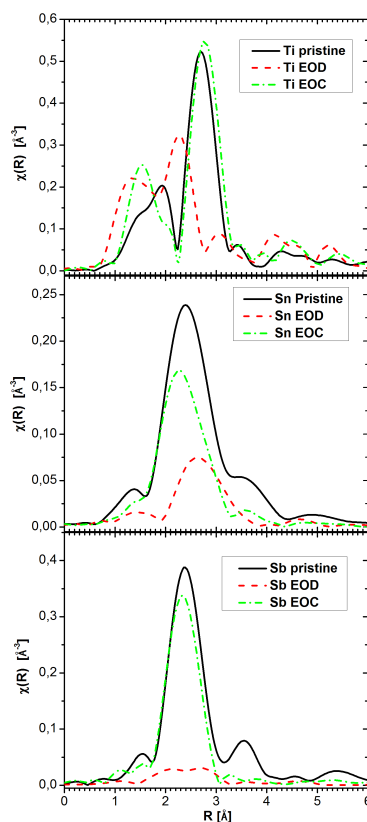 0,6
0,5
0,4
0,3
0,2
0,1
0,0
χ(R) [Å⁻³]
Ti pristine
Ti EOD
Ti EOC
0,25
0,20
0,15
0,10
0,05
0,00
χ(R) [Å⁻³]
Sn Pristine
Sn EOD
Sn EOC
0,4
0,3
0,2
0,1
0,0
χ(R) [Å⁻³]
Sb pristine
Sb EOD
Sb EOC
0 1 2 3 4 5 6
R [Å]